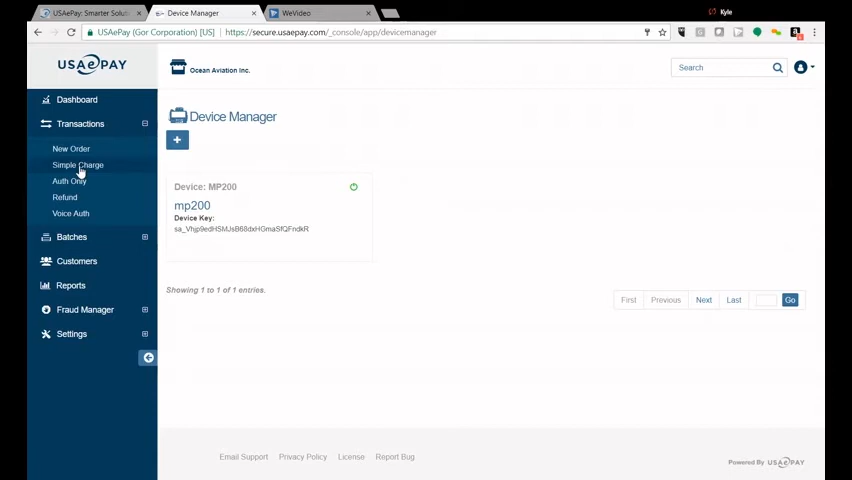 USAePay: Smarter Soluti
Device Manager
WeVideo
Kyle
USAePay (Gor Corporation) [US]
https://secure.usaepay.com/_console/app/devicemanager
USAePAY
Ocean Aviation Inc.
Search
Dashboard
Transactions
New Order
Simple Charge
Auth Only
Refund
Voice Auth
Batches
Customers
Reports
Fraud Manager
Settings
Device Manager
Device: MP200
mp200
Device Key:
sa_Vhjp9edHSMJsB68dxHGmaSfQFndkR
Showing 1 to 1 of 1 entries.
First Previous Next Last Go
Email Support Privacy Policy License Report Bug
Powered By USAePAY